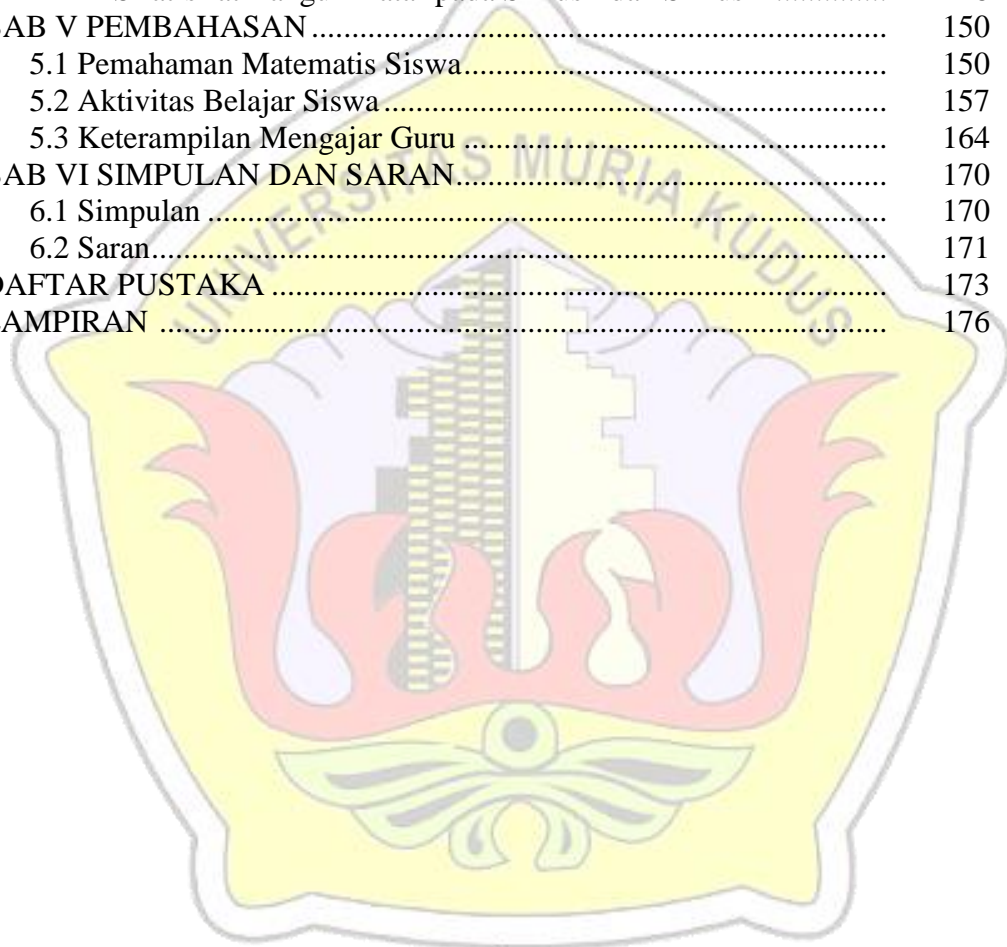 BAB V PEMBAHASAN ........ 150
5.1 Pemahaman Matematis Siswa ........ 150
5.2 Aktivitas Belajar Siswa ........ 157
5.3 Keterampilan Mengajar Guru ........ 164
BAB VI SIMPULAN DAN SARAN ........ 170
6.1 Simpulan ........ 170
6.2 Saran ........ 171
DAFTAR PUSTAKA ........ 173
LAMPIRAN ........ 176
UNIVERSITAS MURIA KUDUS